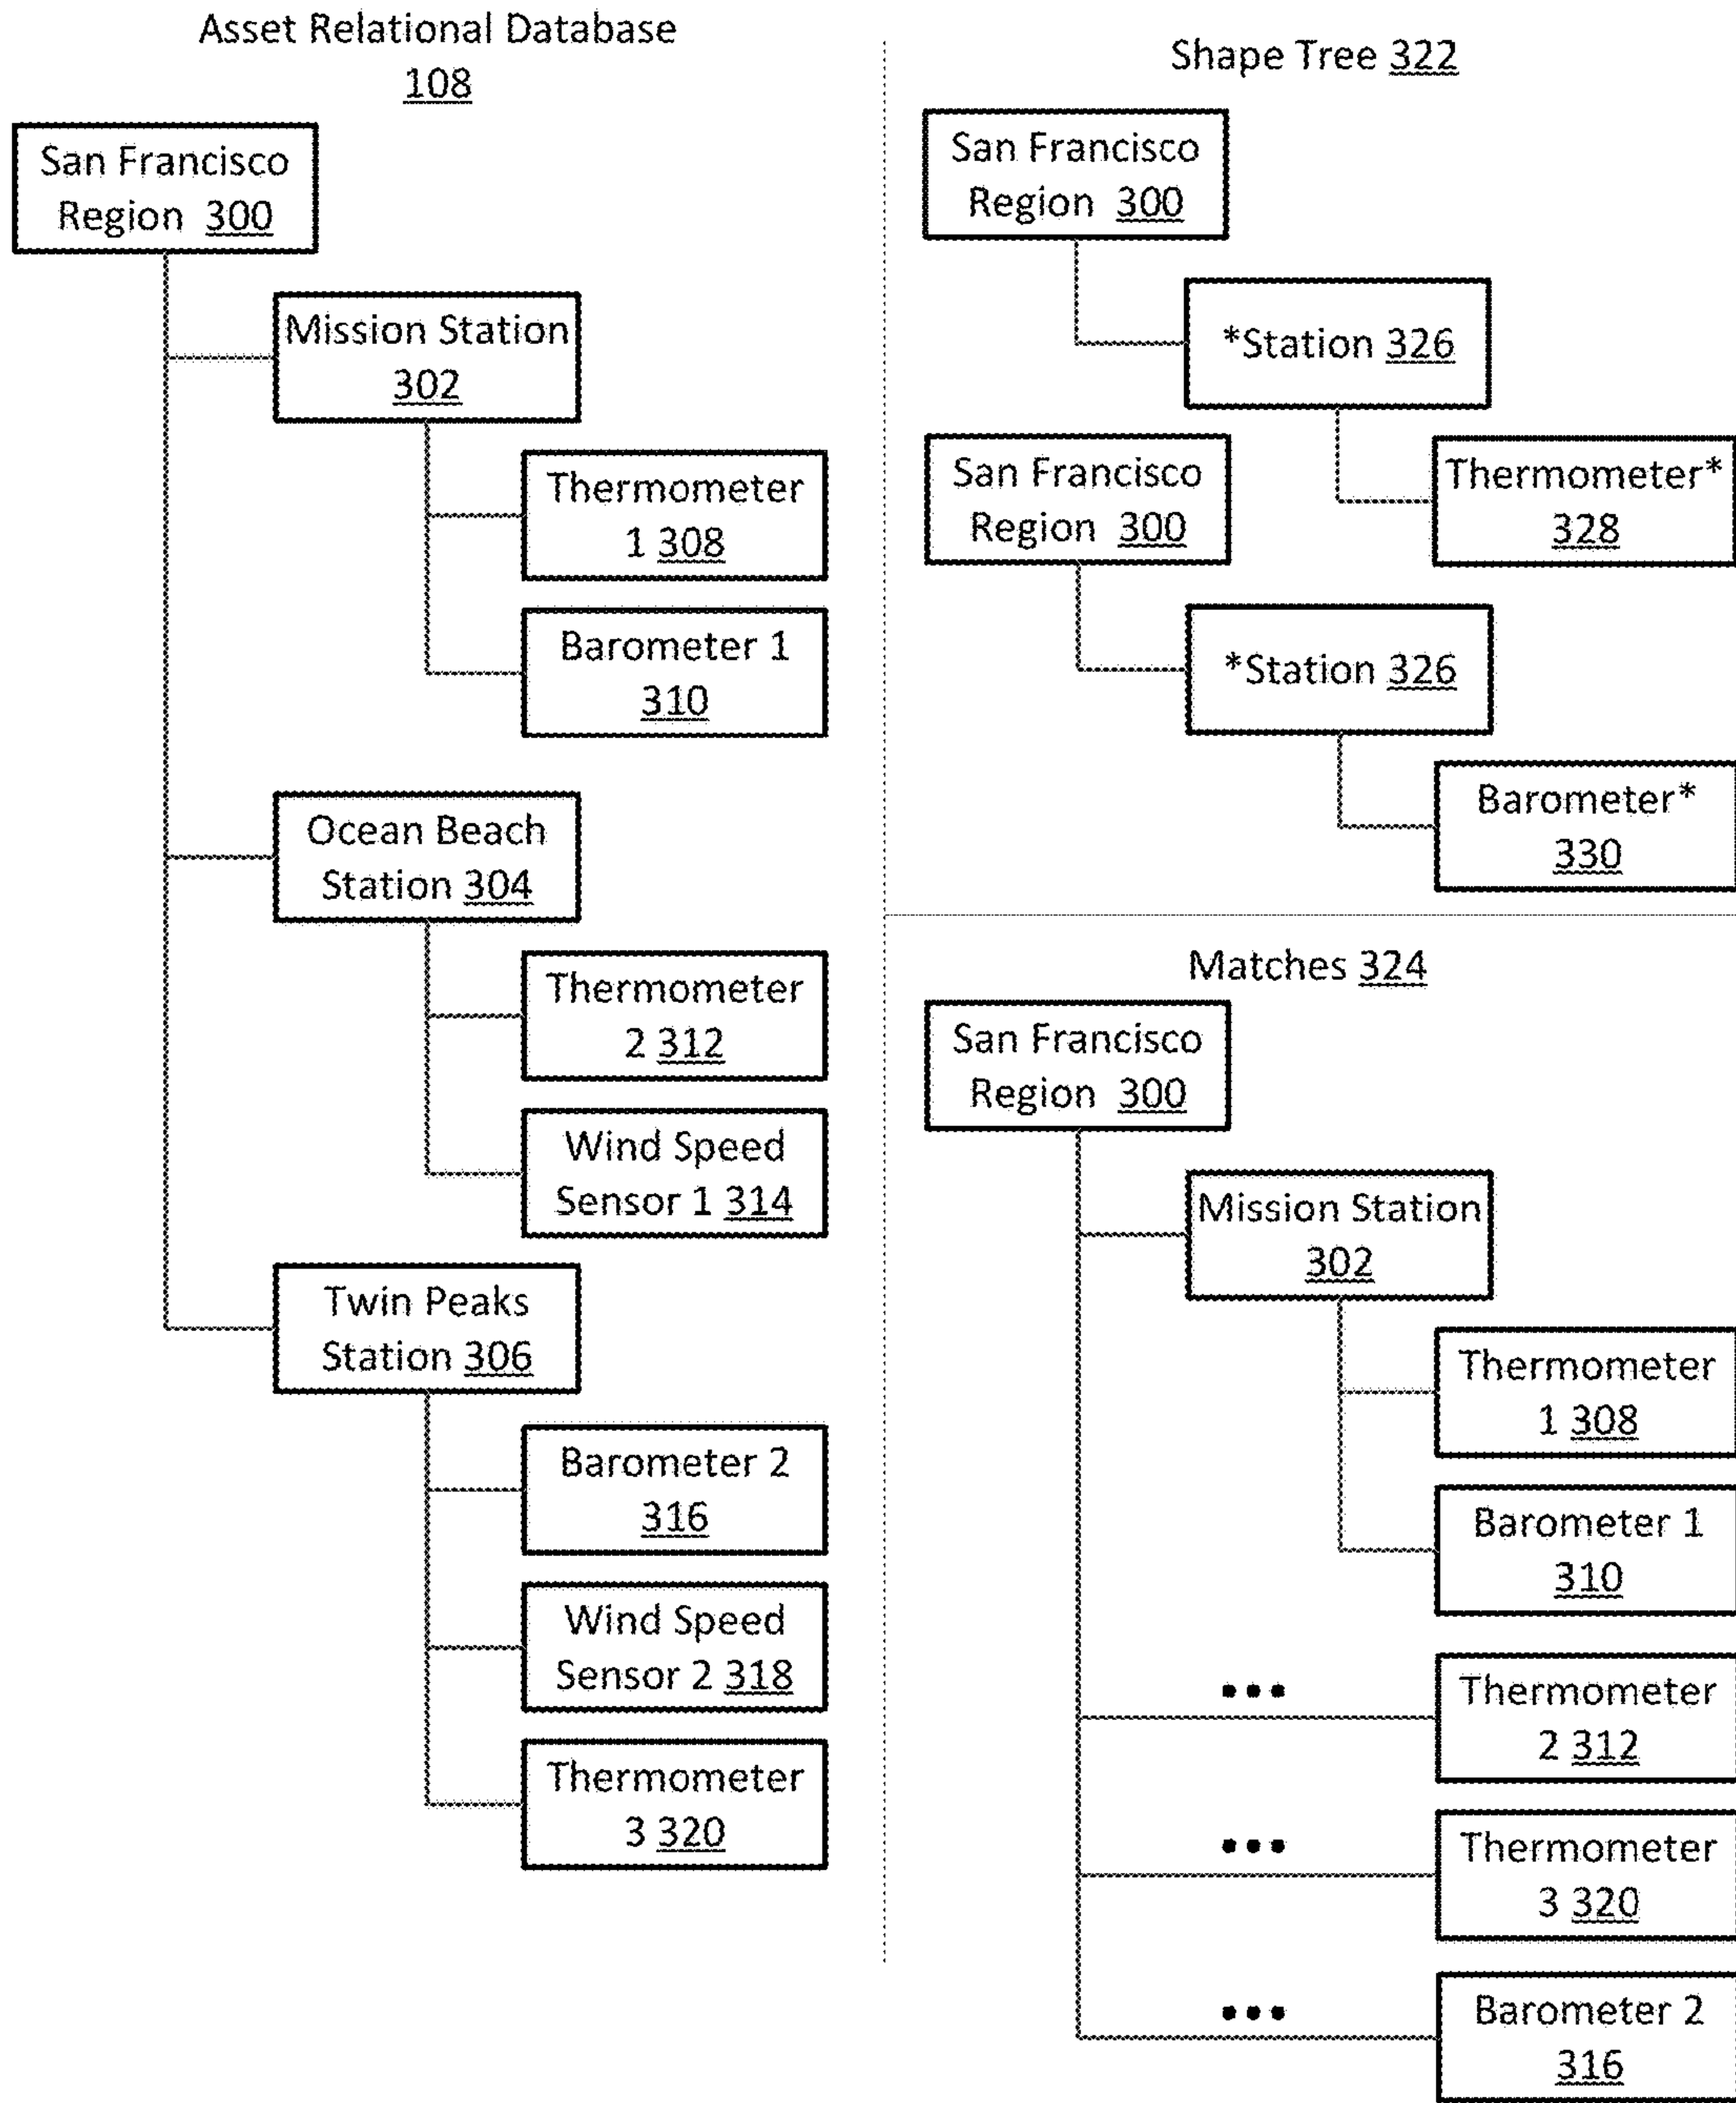 Asset Relational Database
108
San Francisco
Region 300
Mission Station
302
Thermometer
1 308
Barometer 1
310
Ocean Beach
Station 304
Thermometer
2 312
Wind Speed
Sensor 1 314
Twin Peaks
Station 306
Barometer 2
316
Wind Speed
Sensor 2 318
Thermometer
3 320
Shape Tree 322
San Francisco
Region 300
*Station 326
Thermometer*
328
San Francisco
Region 300
*Station 326
Barometer*
330
Matches 324
San Francisco
Region 300
Mission Station
302
Thermometer
1 308
Barometer 1
310
...
Thermometer
2 312
...
Thermometer
3 320
...
Barometer 2
316